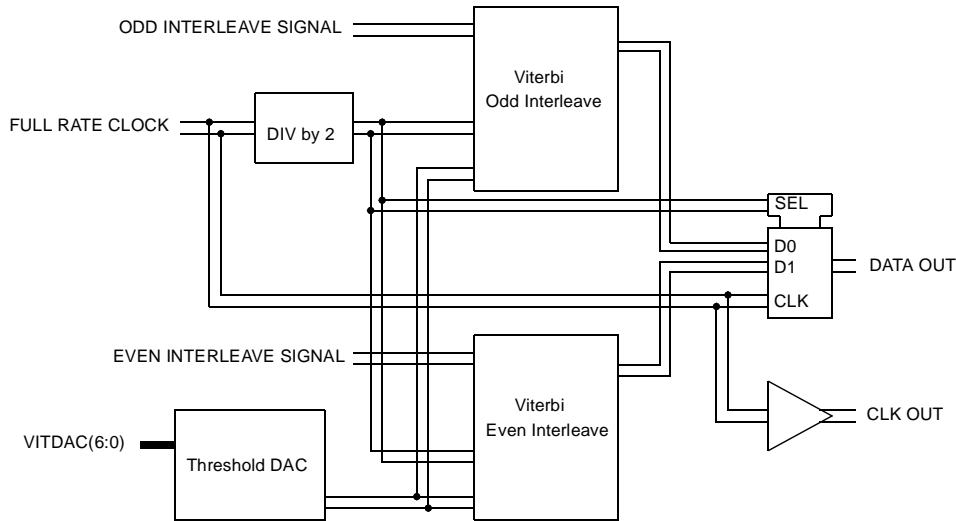 ODD INTERLEAVE SIGNAL
Viterbi
Odd Interleave
FULL RATE CLOCK
DIV by 2
SEL
D0
D1
DATA OUT
CLK
EVEN INTERLEAVE SIGNAL
Viterbi
Even Interleave
CLK OUT
VITDAC(6:0)
Threshold DAC